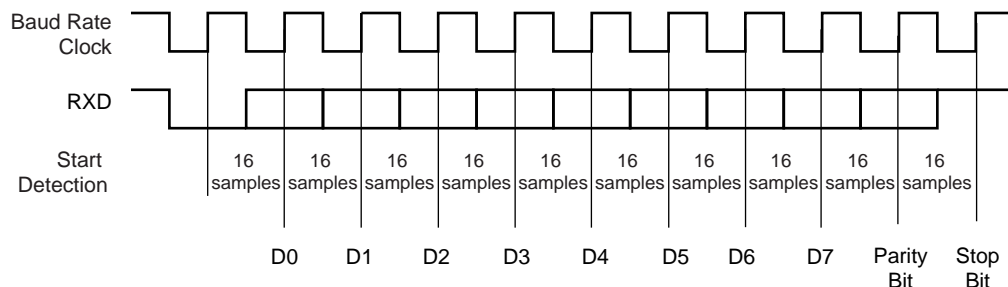 Baud Rate
Clock
RXD
Start
Detection
16 16 16 16 16 16 16 16 16 16
samples samples samples samples samples samples samples samples samples samples
D0 D1 D2 D3 D4 D5 D6 D7 Parity Stop
Bit Bit